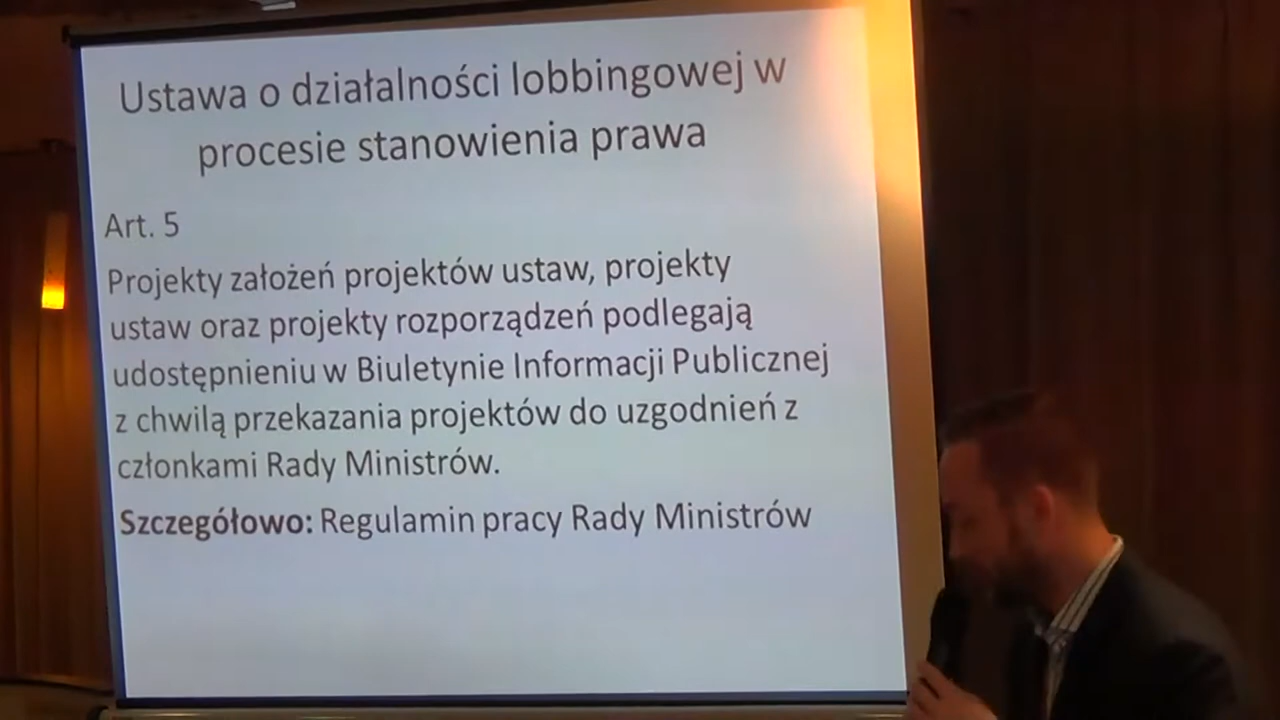 Ustawa o działalności lobbingowej w
procesie stanowienia prawa
Art. 5
Projekty założeń projektów ustaw, projekty
ustaw oraz projekty rozporządzeń podlegają
udostępnieniu w Biuletynie Informacji Publicznej
z chwilą przekazania projektów do uzgodnień z
członkami Rady Ministrów.
Szczegółowo: Regulamin pracy Rady Ministrów